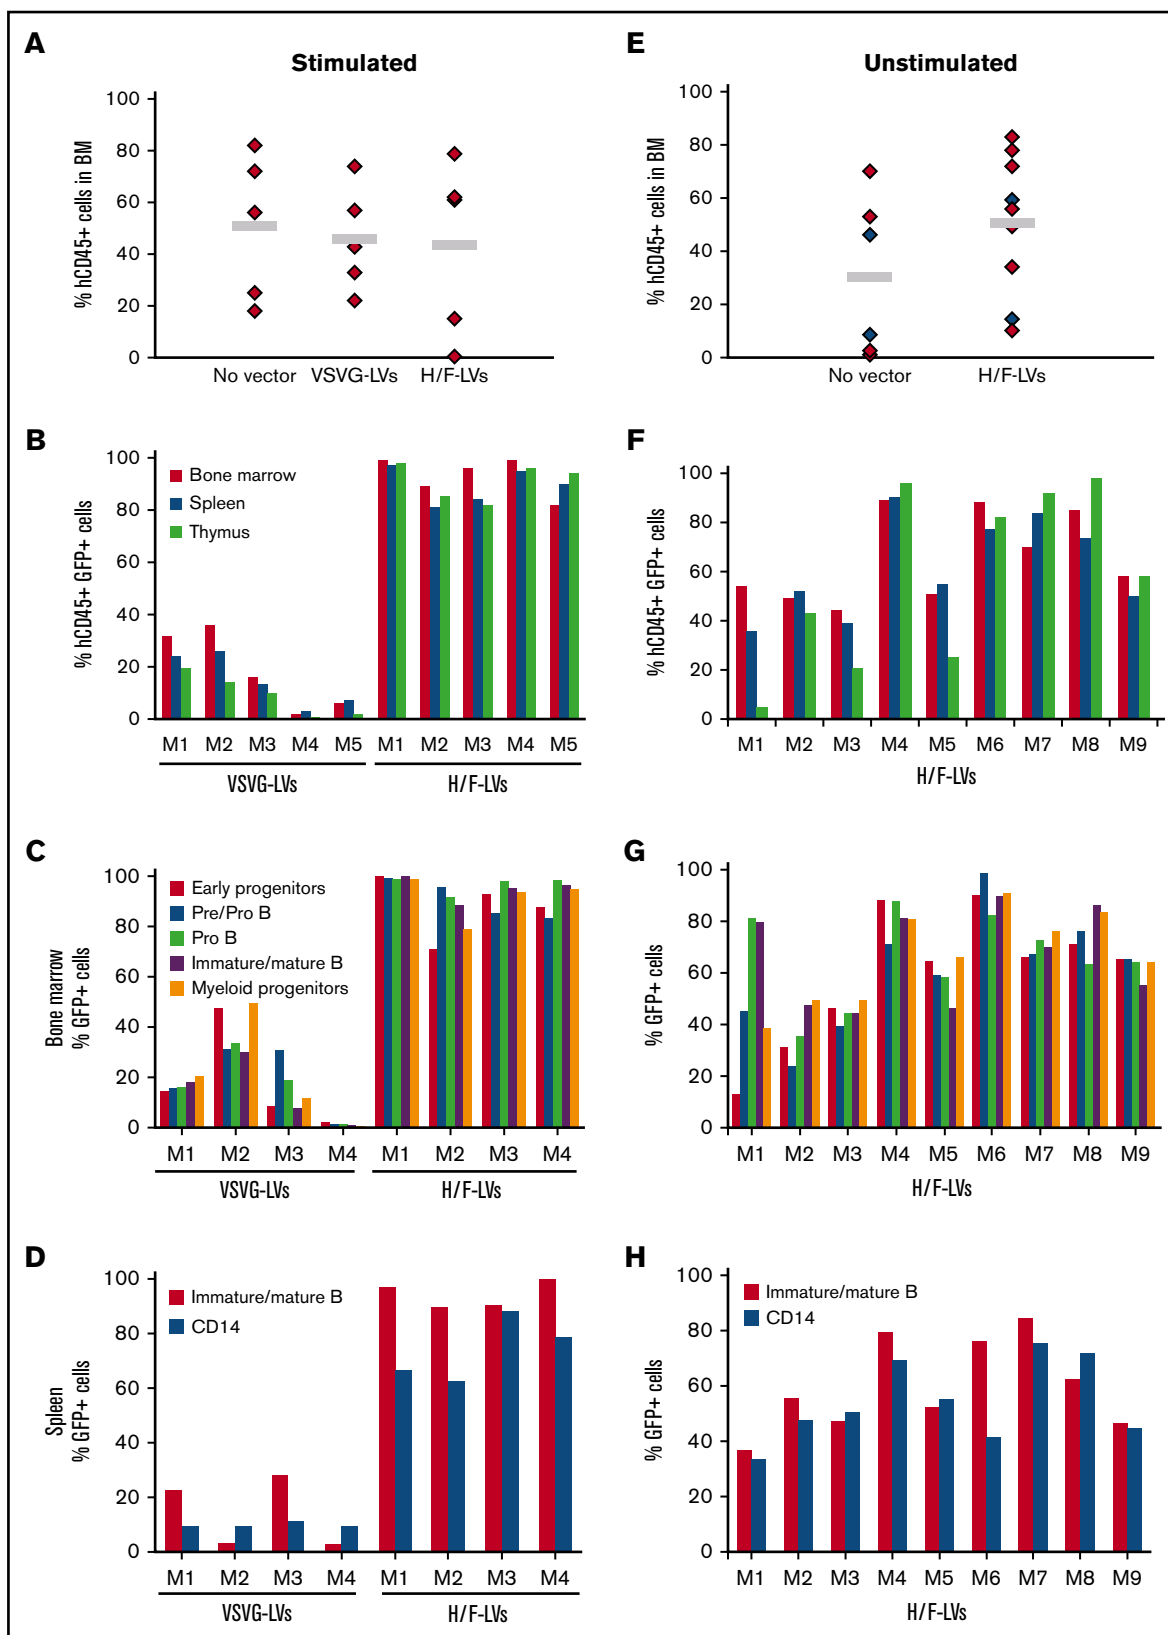 A
Stimulated
% hCD45+ cells in BM
100
80
60
40
20
0
No vector VSVG-LVs H/F-LVs
E
Unstimulated
% hCD45+ cells in BM
100
80
60
40
20
0
No vector H/F-LVs
B
% hCD45+ GFP+ cells
100
80
60
40
20
0
Bone marrow
Spleen
Thymus
M1 M2 M3 M4 M5 M1 M2 M3 M4 M5
VSVG-LVs H/F-LVs
F
% hCD45+ GFP+ cells
100
80
60
40
20
0
M1 M2 M3 M4 M5 M6 M7 M8 M9
H/F-LVs
C
Bone marrow
% GFP+ cells
100
80
60
40
20
0
Early progenitors
Pre/Pro B
Pro B
Immature/mature B
Myeloid progenitors
M1 M2 M3 M4 M1 M2 M3 M4
VSVG-LVs H/F-LVs
G
% GFP+ cells
100
80
60
40
20
0
M1 M2 M3 M4 M5 M6 M7 M8 M9
H/F-LVs
D
Spleen
% GFP+ cells
100
80
60
40
20
0
Immature/mature B
CD14
M1 M2 M3 M4 M1 M2 M3 M4
VSVG-LVs H/F-LVs
H
% GFP+ cells
100
80
60
40
20
0
Immature/mature B
CD14
M1 M2 M3 M4 M5 M6 M7 M8 M9
H/F-LVs